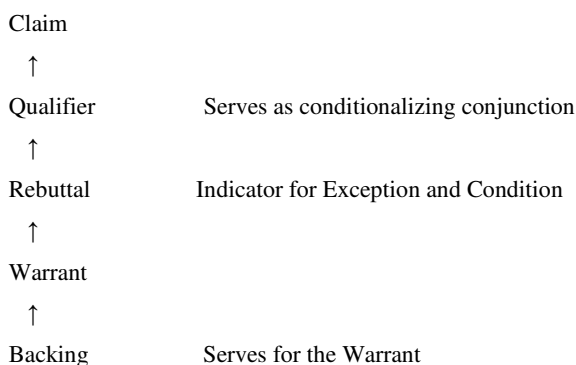 Claim
↑
Qualifier Serves as conditionalizing conjunction
↑
Rebuttal Indicator for Exception and Condition
↑
Warrant
↑
Backing Serves for the Warrant